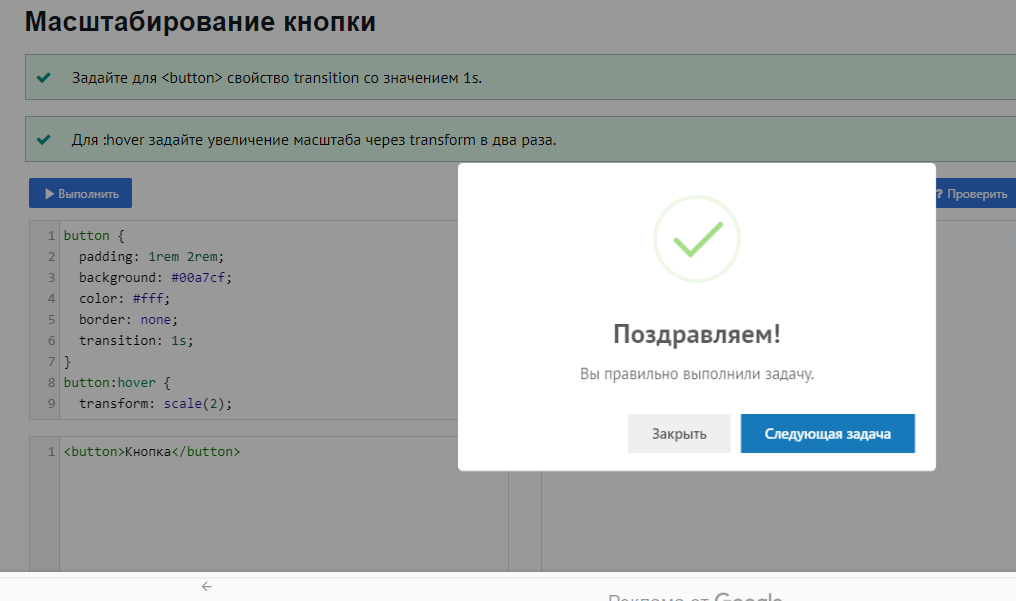 Масштабирование кнопки
Задайте для <button> свойство transition со значением 1s.
Для :hover задайте увеличение масштаба через transform в два раза.
Выполнить
? Проверить
1 button {
2 padding: 1rem 2rem;
3 background: #00a7cf;
4 color: #fff;
5 border: none;
6 transition: 1s;
7 }
8 button:hover {
9 transform: scale(2);
1 <button>Кнопка</button>
Поздравляем!
Вы правильно выполнили задачу.
Закрыть
Следующая задача
Реклама от Google